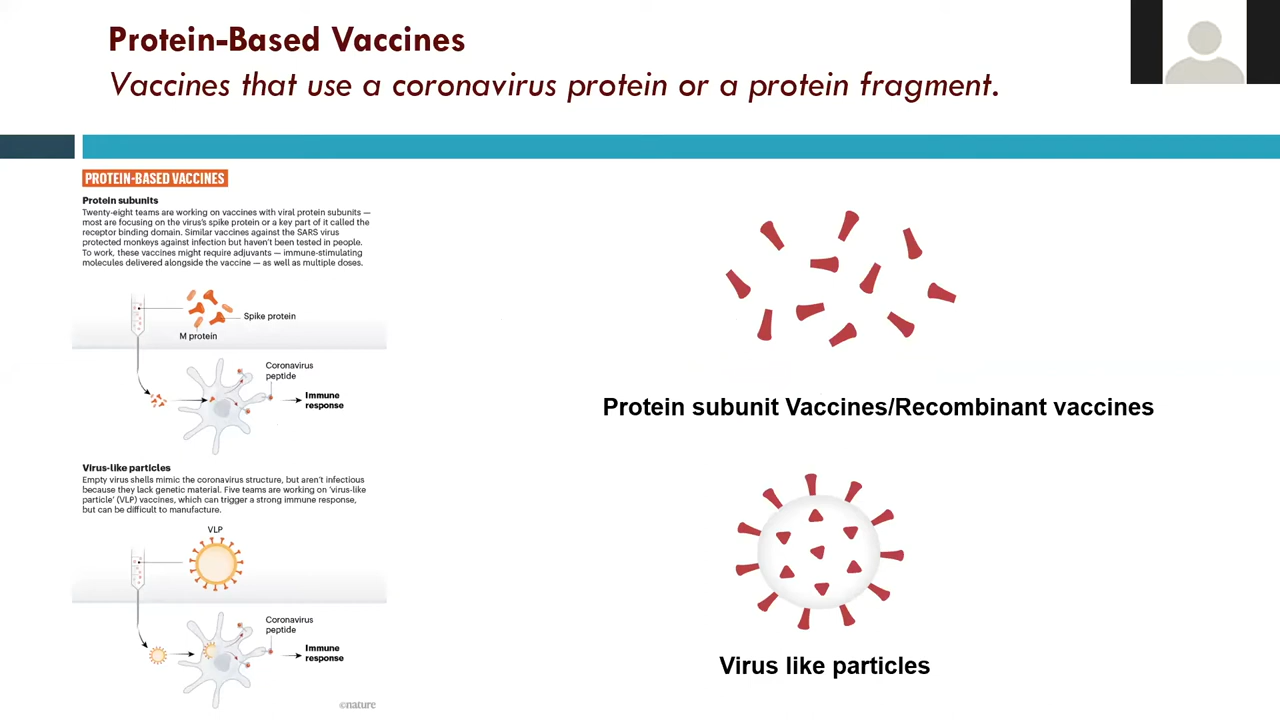 Protein-Based Vaccines
Vaccines that use a coronavirus protein or a protein fragment.
PROTEIN-BASED VACCINES
Protein subunits
Twenty-eight teams are working on vaccines with viral protein subunits —
most are focusing on the virus's spike protein or a key part of it called the
receptor binding domain. Similar vaccines against the SARS virus
protected monkeys against infection but haven't been tested in people.
To work, these vaccines might require adjuvants — immune-stimulating
molecules delivered alongside the vaccine — as well as multiple doses.
Spike protein
M protein
Coronavirus
peptide
Immune
response
Virus-like particles
Empty virus shells mimic the coronavirus structure, but aren't infectious
because they lack genetic material. Five teams are working on 'virus-like
particle' (VLP) vaccines, which can trigger a strong immune response,
but can be difficult to manufacture.
VLP
Coronavirus
peptide
Immune
response
©nature
Protein subunit Vaccines/Recombinant vaccines
Virus like particles